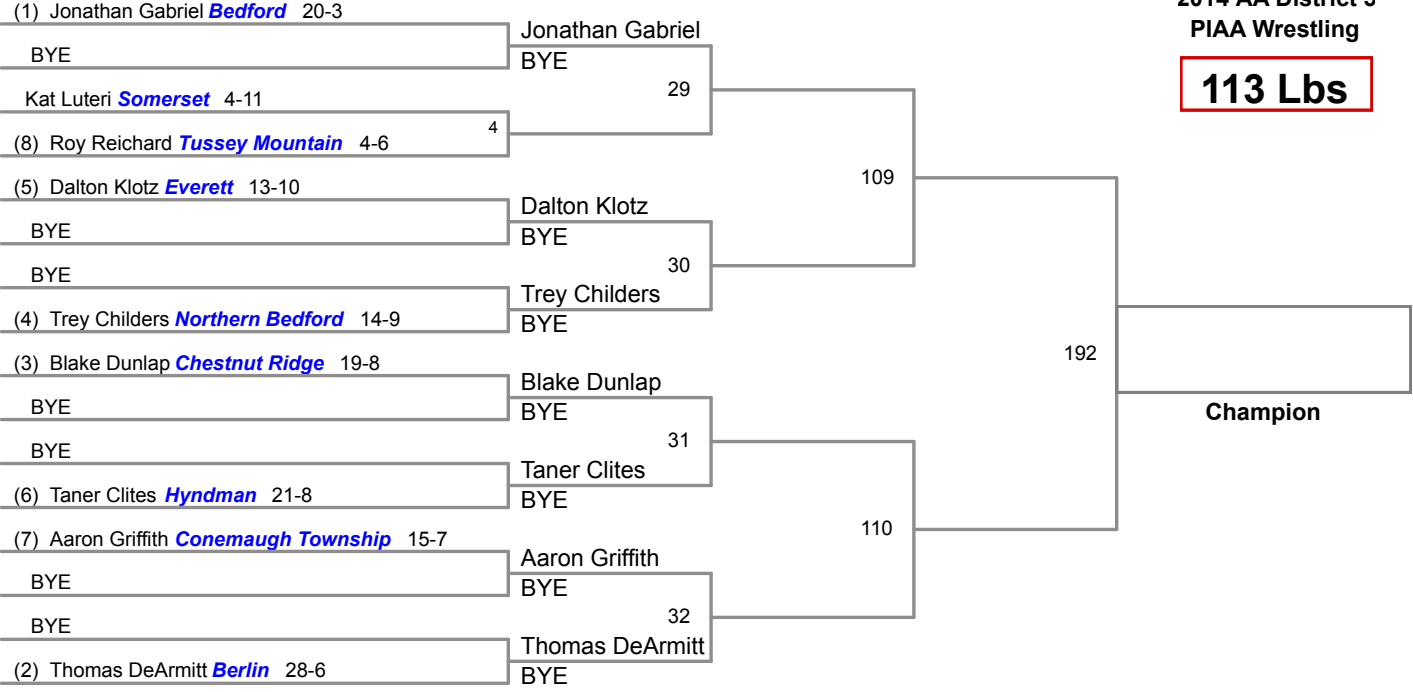 (1) Jonathan Gabriel Bedford 20-3
BYE
Kat Luteri Somerset 4-11
(8) Roy Reichard Tussey Mountain 4-6
(5) Dalton Klotz Everett 13-10
BYE
BYE
(4) Trey Childers Northern Bedford 14-9
(3) Blake Dunlap Chestnut Ridge 19-8
BYE
BYE
(6) Taner Clites Hyndman 21-8
(7) Aaron Griffith Conemaugh Township 15-7
BYE
BYE
(2) Thomas DeArmitt Berlin 28-6
4
Jonathan Gabriel
BYE
Dalton Klotz
BYE
Trey Childers
BYE
Blake Dunlap
BYE
Taner Clites
BYE
Aaron Griffith
BYE
Thomas DeArmitt
BYE
29
30
31
32
109
110
192
2014 AA District 5
PIAA Wrestling
113 Lbs
Champion